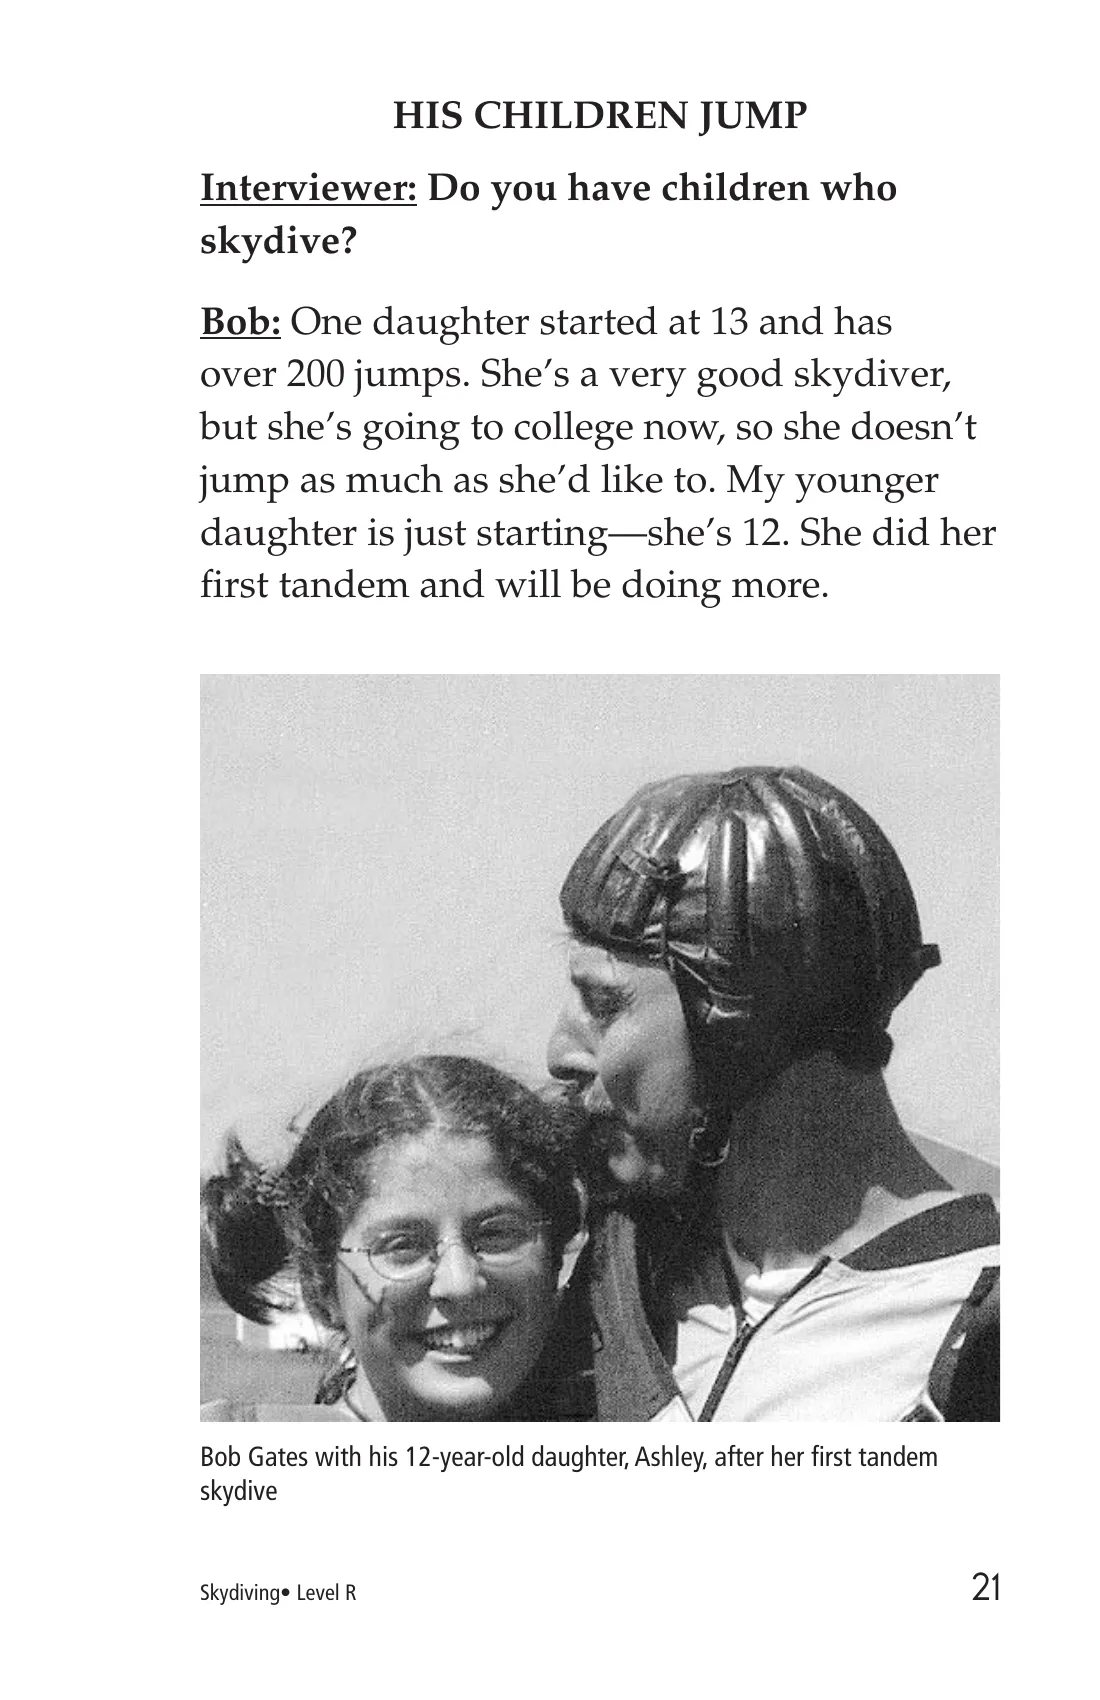 HIS CHILDREN JUMP
Interviewer: Do you have children who
skydive?
Bob: One daughter started at 13 and has
over 200 jumps. She’s a very good skydiver,
but she’s going to college now, so she doesn’t
jump as much as she’d like to. My younger
daughter is just starting—she’s 12. She did her
first tandem and will be doing more.
Bob Gates with his 12-year-old daughter, Ashley, after her first tandem
skydive
Skydiving• Level R
21